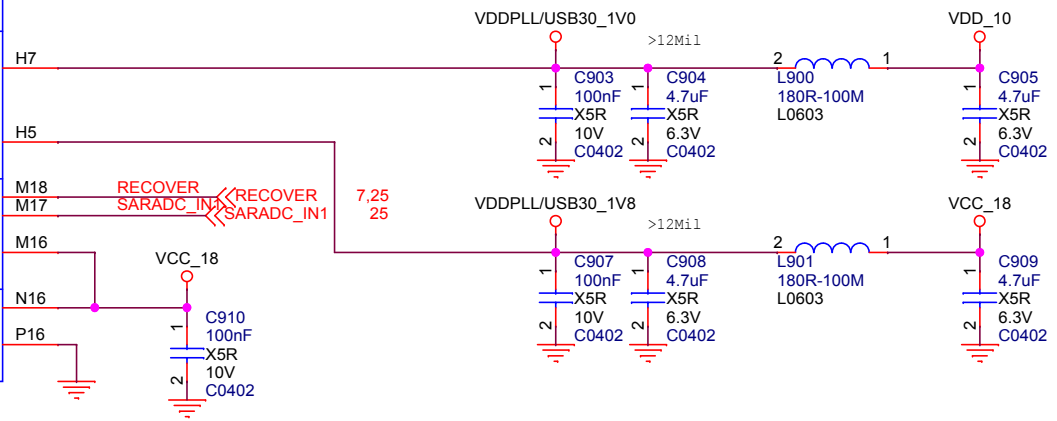 VDDPLL/USB30_1V0
VDD_10
>12Mil
H7
2
1
C903
100nF
X5R
10V
C0402
1
2
C904
4.7uF
X5R
6.3V
C0402
1
2
L900
180R-100M
L0603
C905
4.7uF
X5R
6.3V
C0402
1
2
H5
M18
RECOVER
RECOVER
7,25
M17
SARADC_IN1
SARADC_IN1
25
VDDPLL/USB30_1V8
VCC_18
>12Mil
M16
2
1
C907
100nF
X5R
10V
C0402
1
2
C908
4.7uF
X5R
6.3V
C0402
1
2
L901
180R-100M
L0603
C909
4.7uF
X5R
6.3V
C0402
1
2
VCC_18
N16
C910
100nF
X5R
10V
C0402
1
2
P16